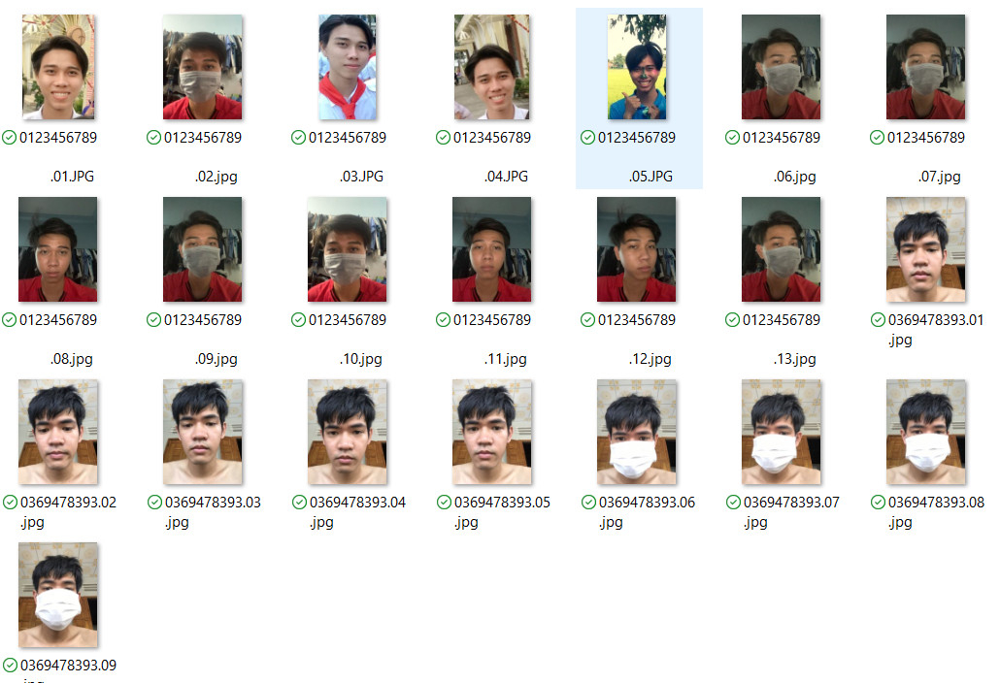 0123456789 0123456789 0123456789 0123456789 0123456789 0123456789 0123456789
.01.JPG .02.jpg .03.JPG .04.JPG .05.JPG .06.jpg .07.jpg
0123456789 0123456789 0123456789 0123456789 0123456789 0123456789 0369478393.01
.jpg
.08.jpg .09.jpg .10.jpg .11.jpg .12.jpg .13.jpg
0369478393.02 0369478393.03 0369478393.04 0369478393.05 0369478393.06 0369478393.07 0369478393.08
.jpg .jpg .jpg .jpg .jpg .jpg .jpg
0369478393.09
.jpg